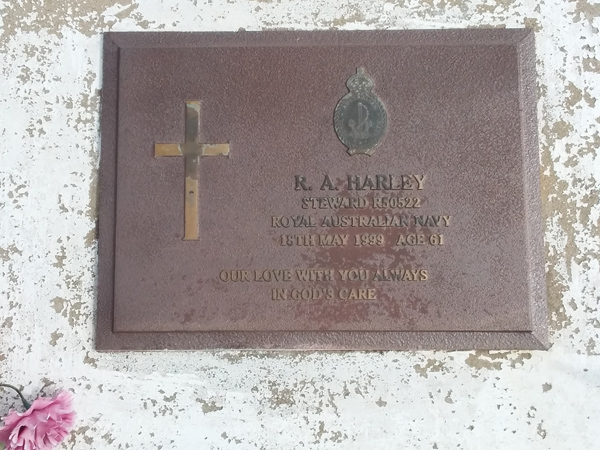 R. A. HARLEY
STEWARD R50522
ROYAL AUSTRALIAN NAVY
18TH MAY 1999 AGE 61
OUR LOVE WITH YOU ALWAYS
IN GOD'S CARE